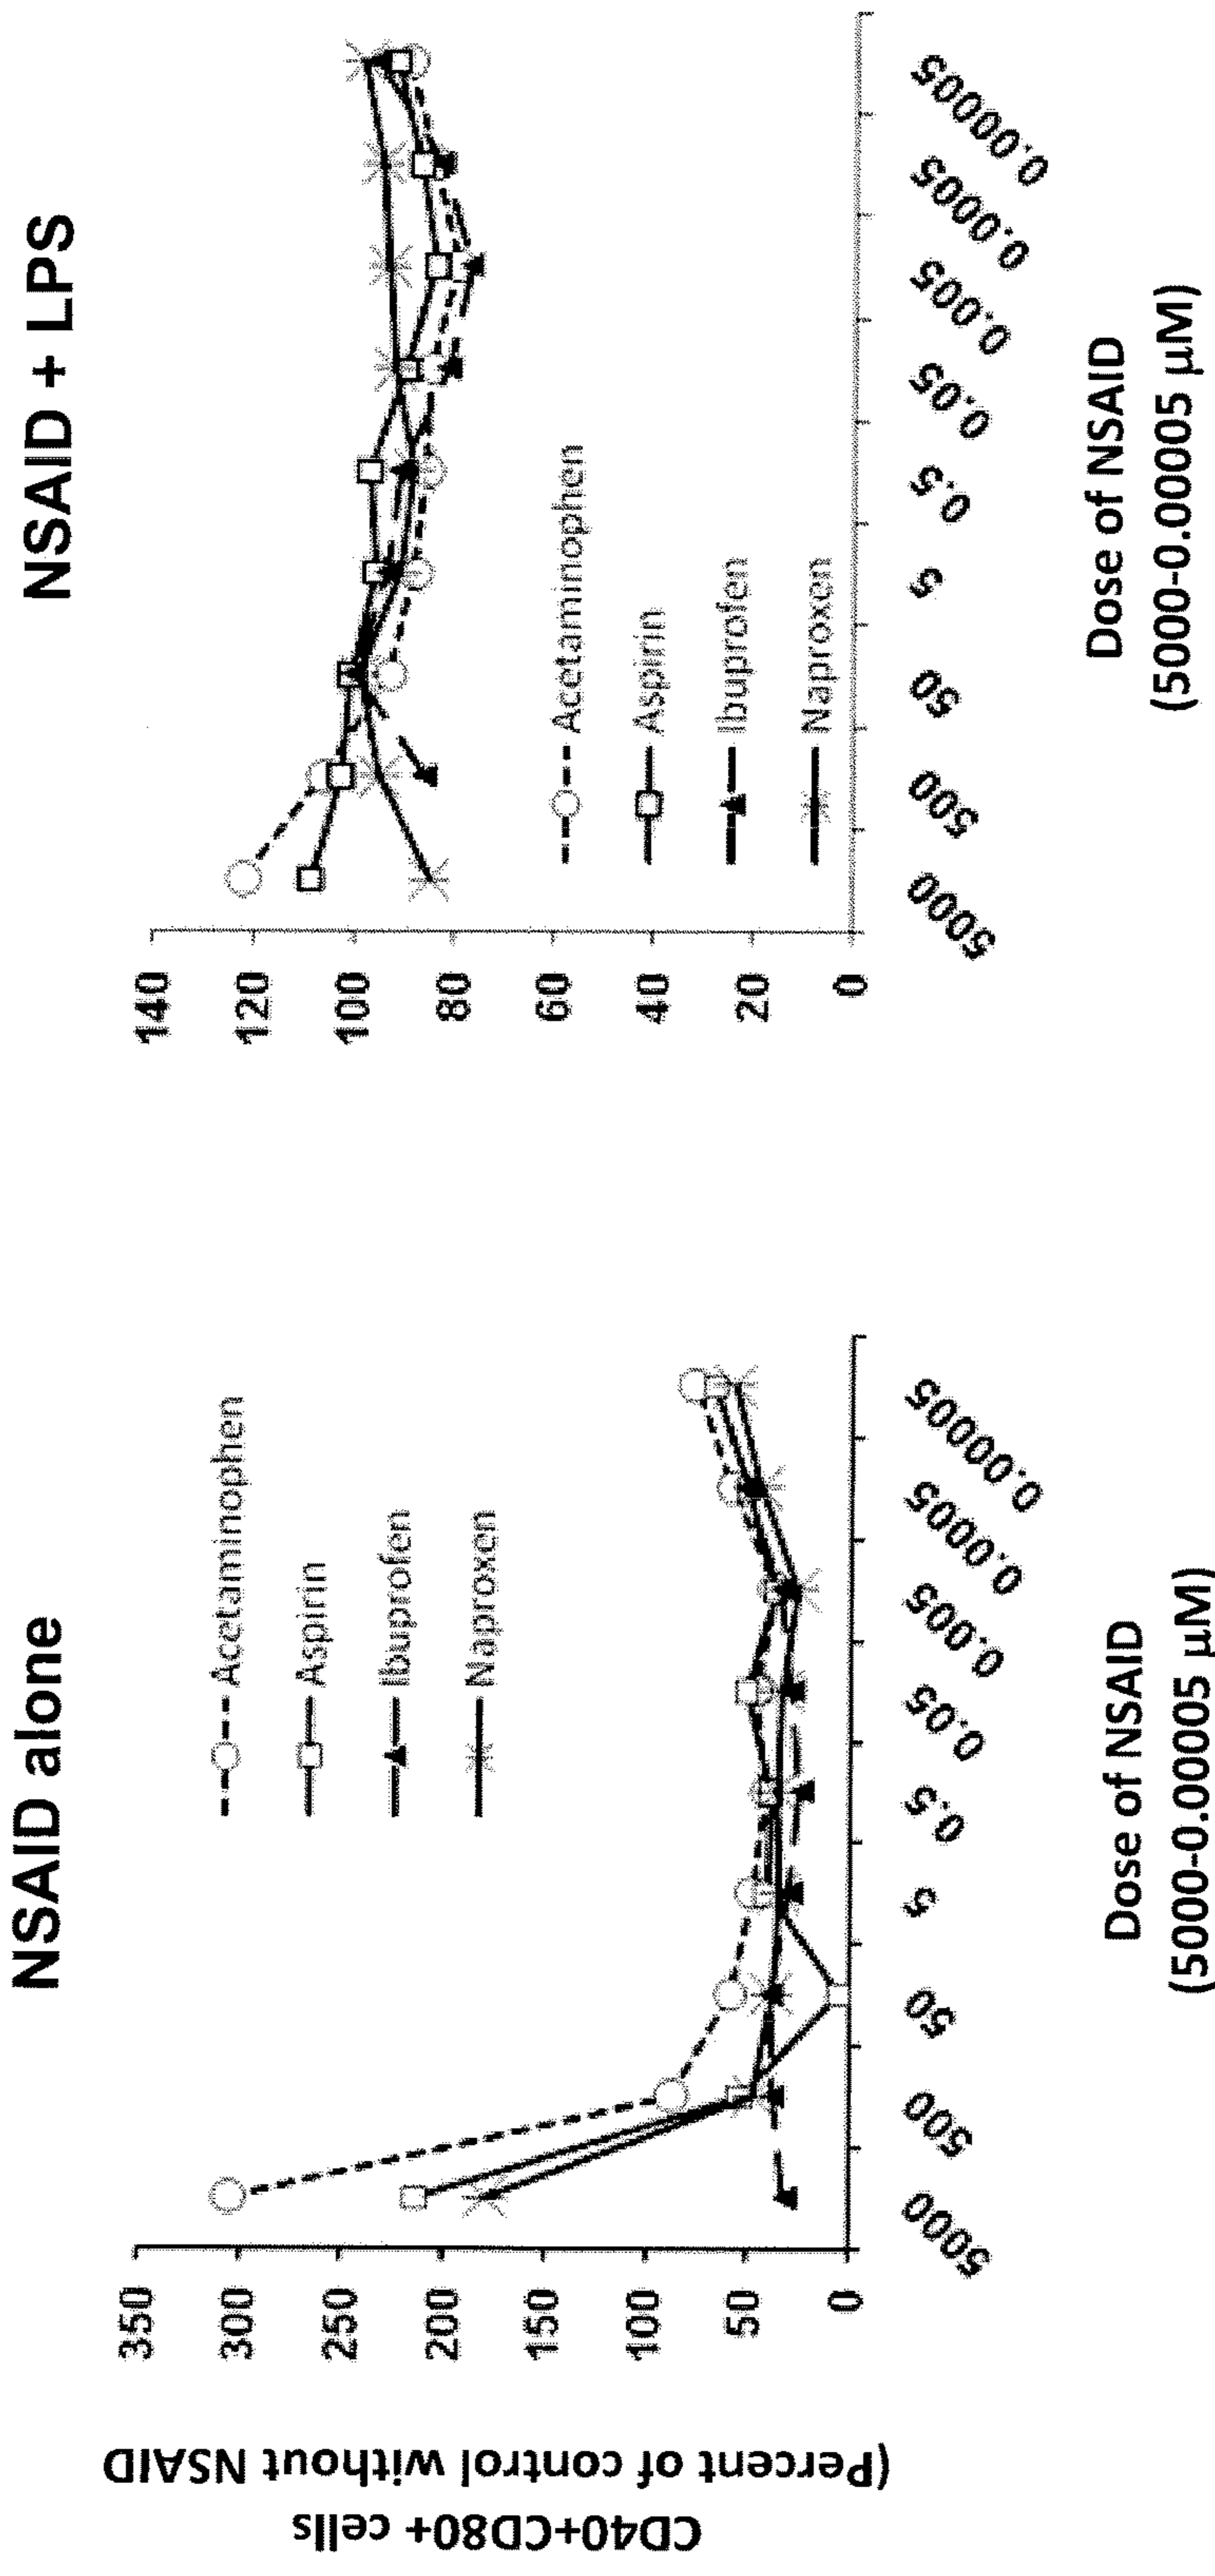 NSAID alone
CD40+CD80+ cells
(Percent of control without NSAID
350
300
250
200
150
100
50
0
Acetaminophen
Aspirin
Ibuprofen
Naproxen
5000
500
50
5
0.5
0.05
0.005
0.0005
0.00005
Dose of NSAID
(5000-0.00005 µM)
NSAID + LPS
140
120
100
80
60
40
20
0
Acetaminophen
Aspirin
Ibuprofen
Naproxen
5000
500
50
5
0.5
0.05
0.005
0.0005
0.00005
Dose of NSAID
(5000-0.00005 µM)